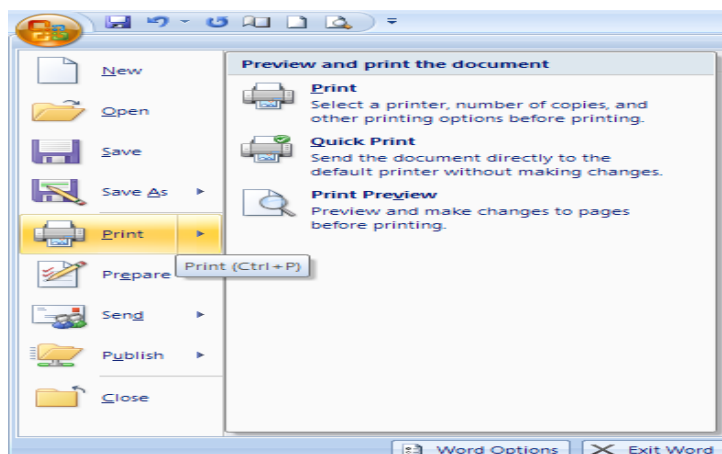 New
Open
Save
Save As
Print
Prepare
Send
Publish
Close
Print (Ctrl+P)
Preview and print the document
Print
Select a printer, number of copies, and
other printing options before printing.
Quick Print
Send the document directly to the
default printer without making changes.
Print Preview
Preview and make changes to pages
before printing.
Word Options
Exit Word